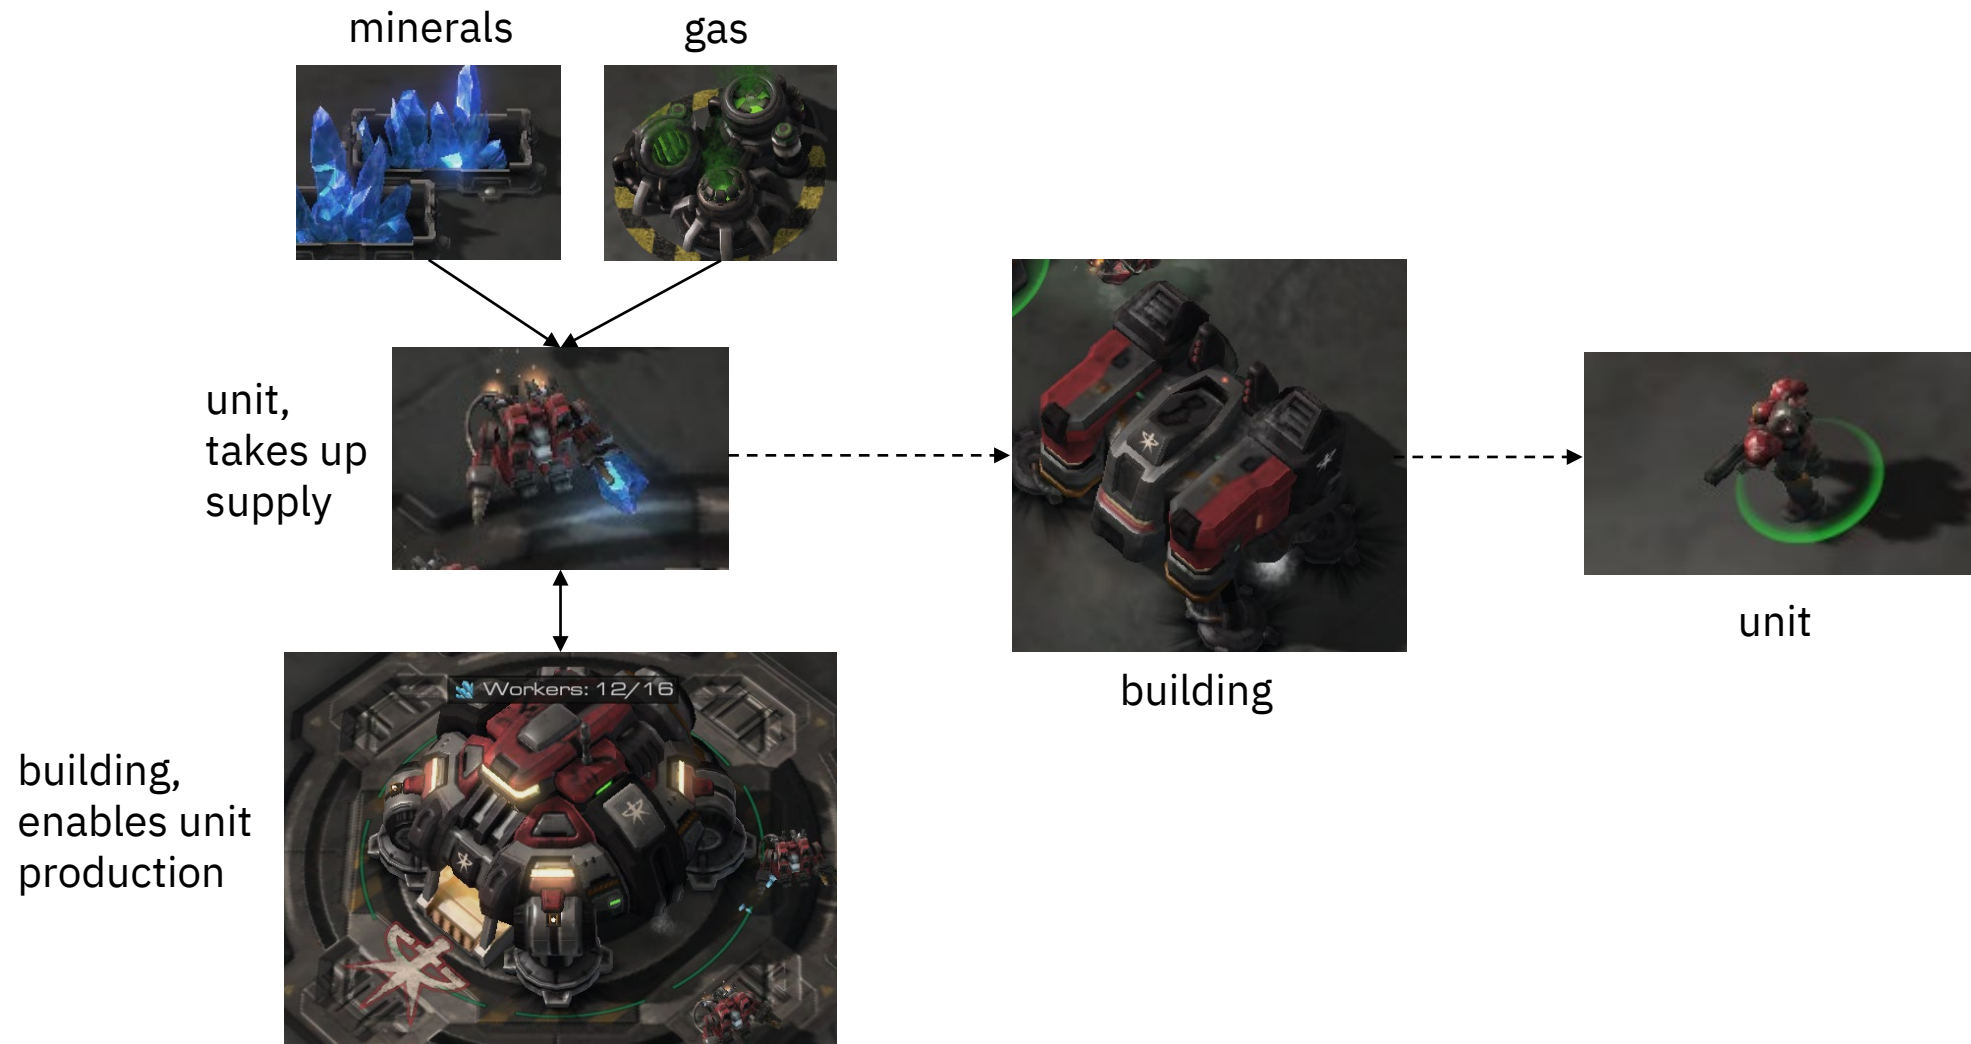 minerals
gas
unit,
takes up
supply
Workers: 12/16
building,
enables unit
production
building
unit